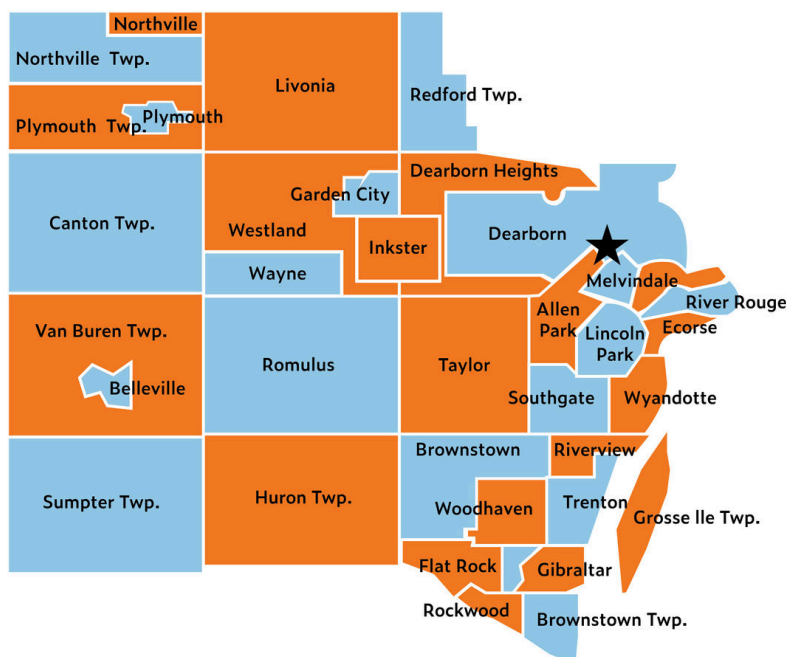 Northville
Northville Twp.
Livonia
Redford Twp.
Plymouth
Plymouth Twp.
Dearborn Heights
Garden City
Canton Twp.
Westland
Inkster
Dearborn
Wayne
Melvindale
River Rouge
Allen
Park
Ecorse
Van Buren Twp.
Lincoln
Park
Romulus
Taylor
Belleville
Southgate
Wyandotte
Brownstown
Riverview
Sumpter Twp.
Huron Twp.
Woodhaven
Trenton
Grosse Ile Twp.
Flat Rock
Gibraltar
Rockwood
Brownstown Twp.